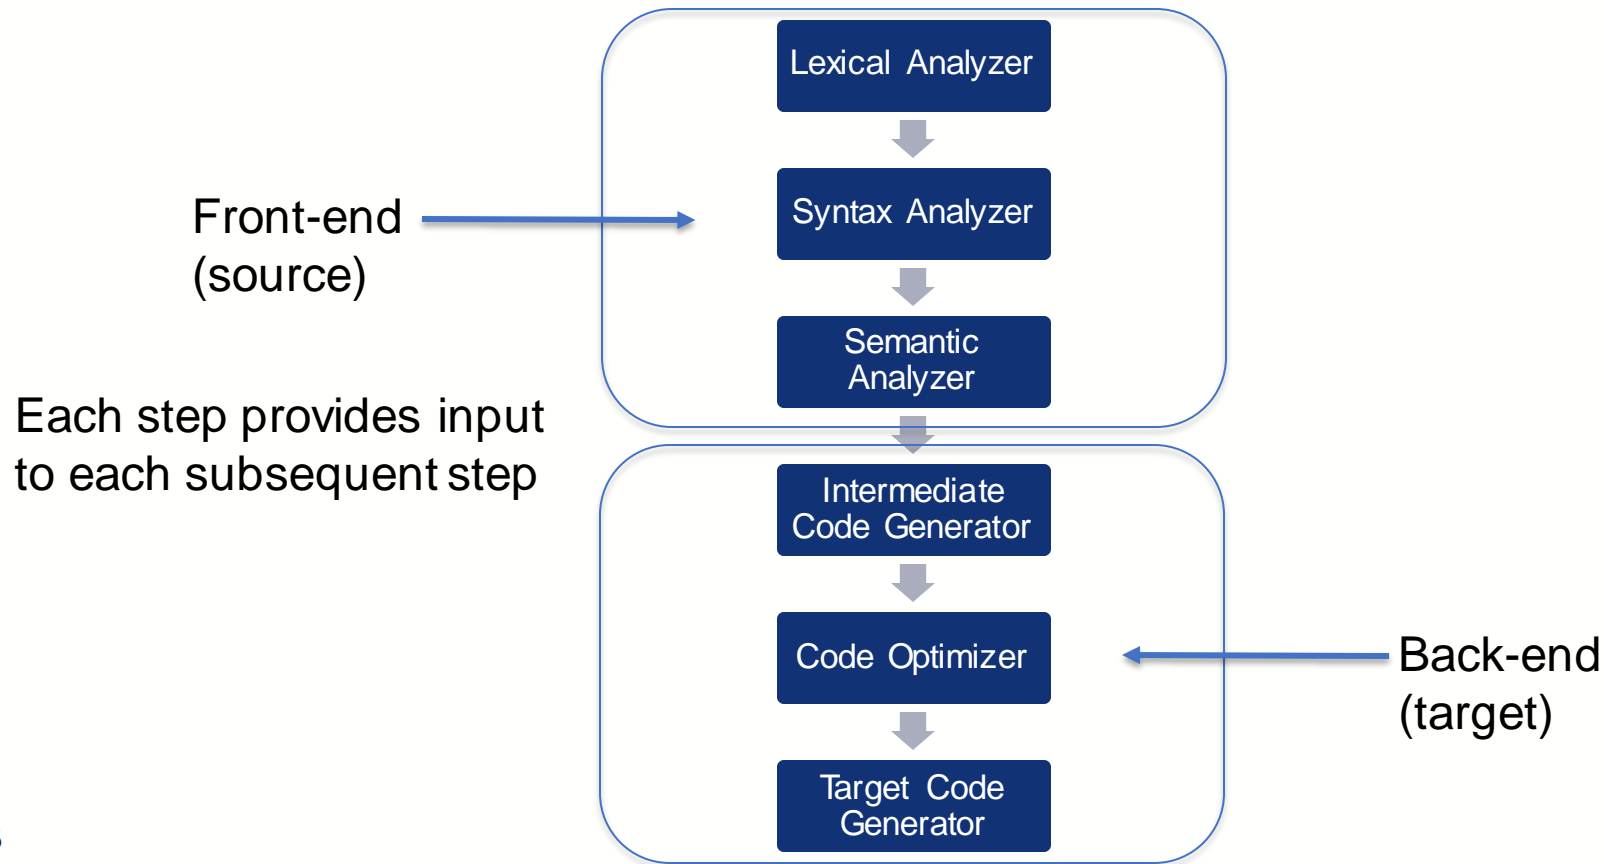 Lexical Analyzer
Syntax Analyzer
Front-end
(source)
Semantic
Analyzer
Each step provides input
to each subsequent step
Intermediate
Code Generator
Code Optimizer
Back-end
(target)
Target Code
Generator